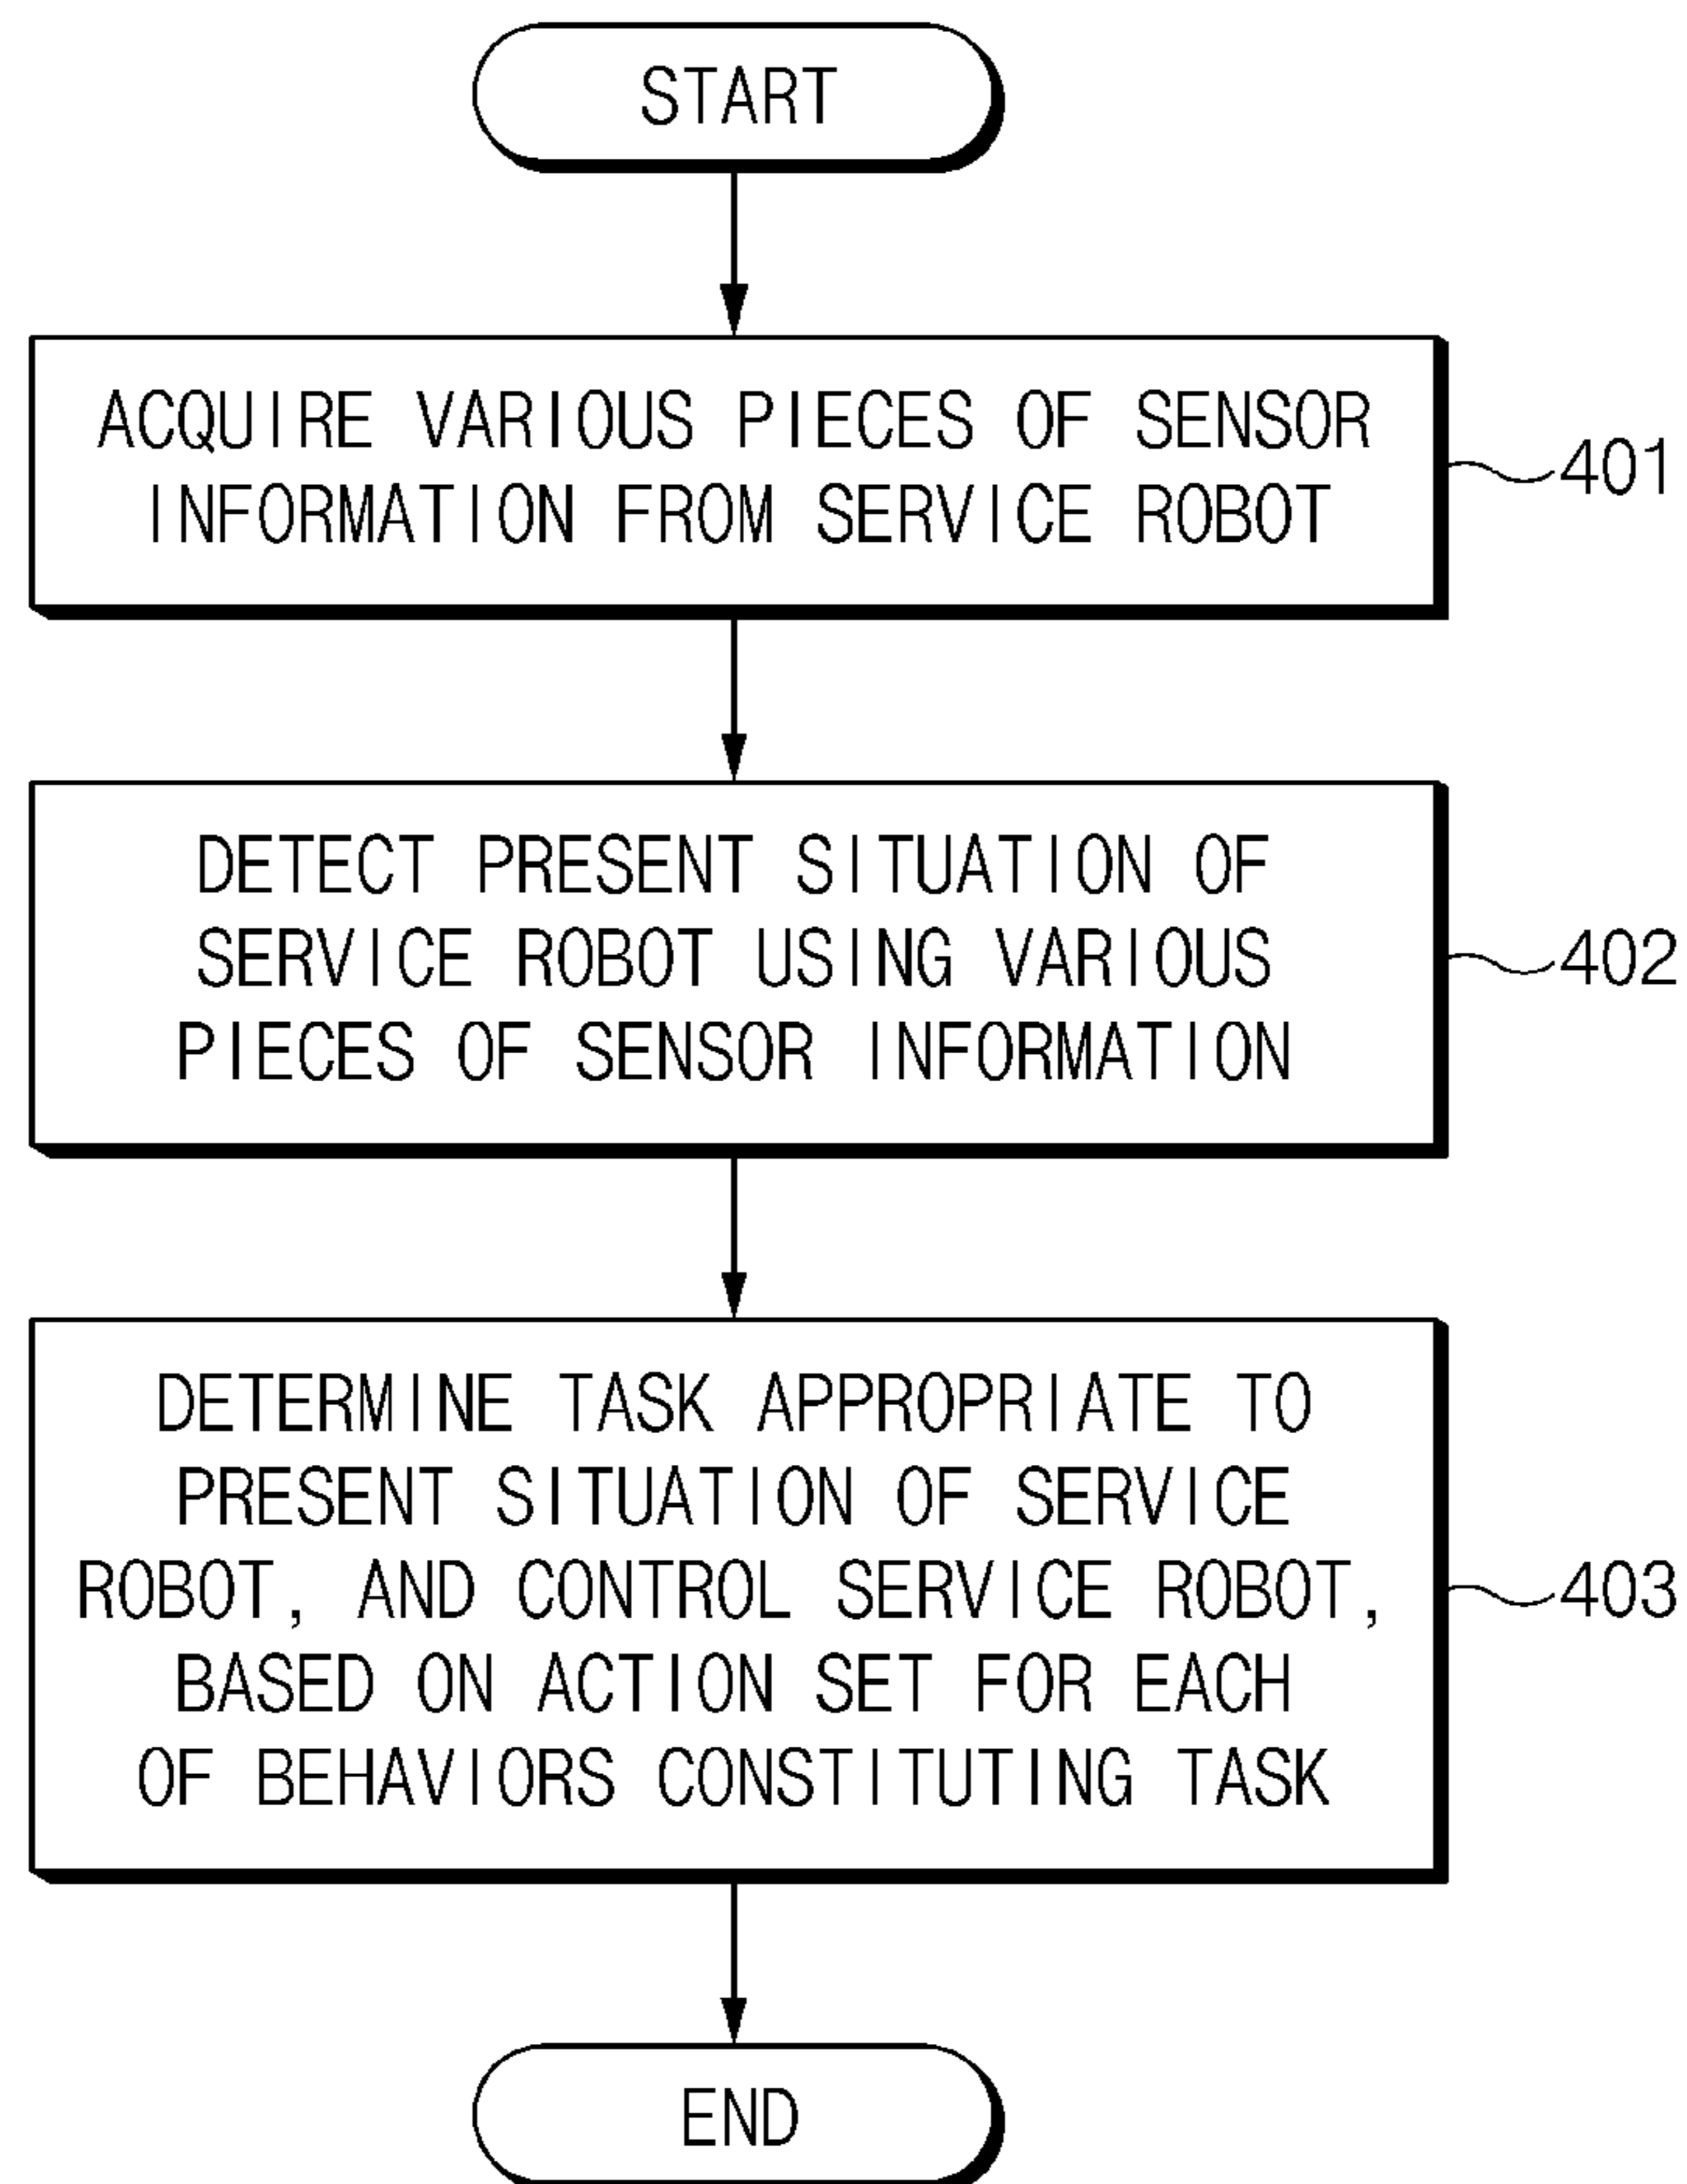 START
ACQUIRE VARIOUS PIECES OF SENSOR
INFORMATION FROM SERVICE ROBOT
401
DETECT PRESENT SITUATION OF
SERVICE ROBOT USING VARIOUS
PIECES OF SENSOR INFORMATION
402
DETERMINE TASK APPROPRIATE TO
PRESENT SITUATION OF SERVICE
ROBOT, AND CONTROL SERVICE ROBOT,
BASED ON ACTION SET FOR EACH
OF BEHAVIORS CONSTITUTING TASK
403
END